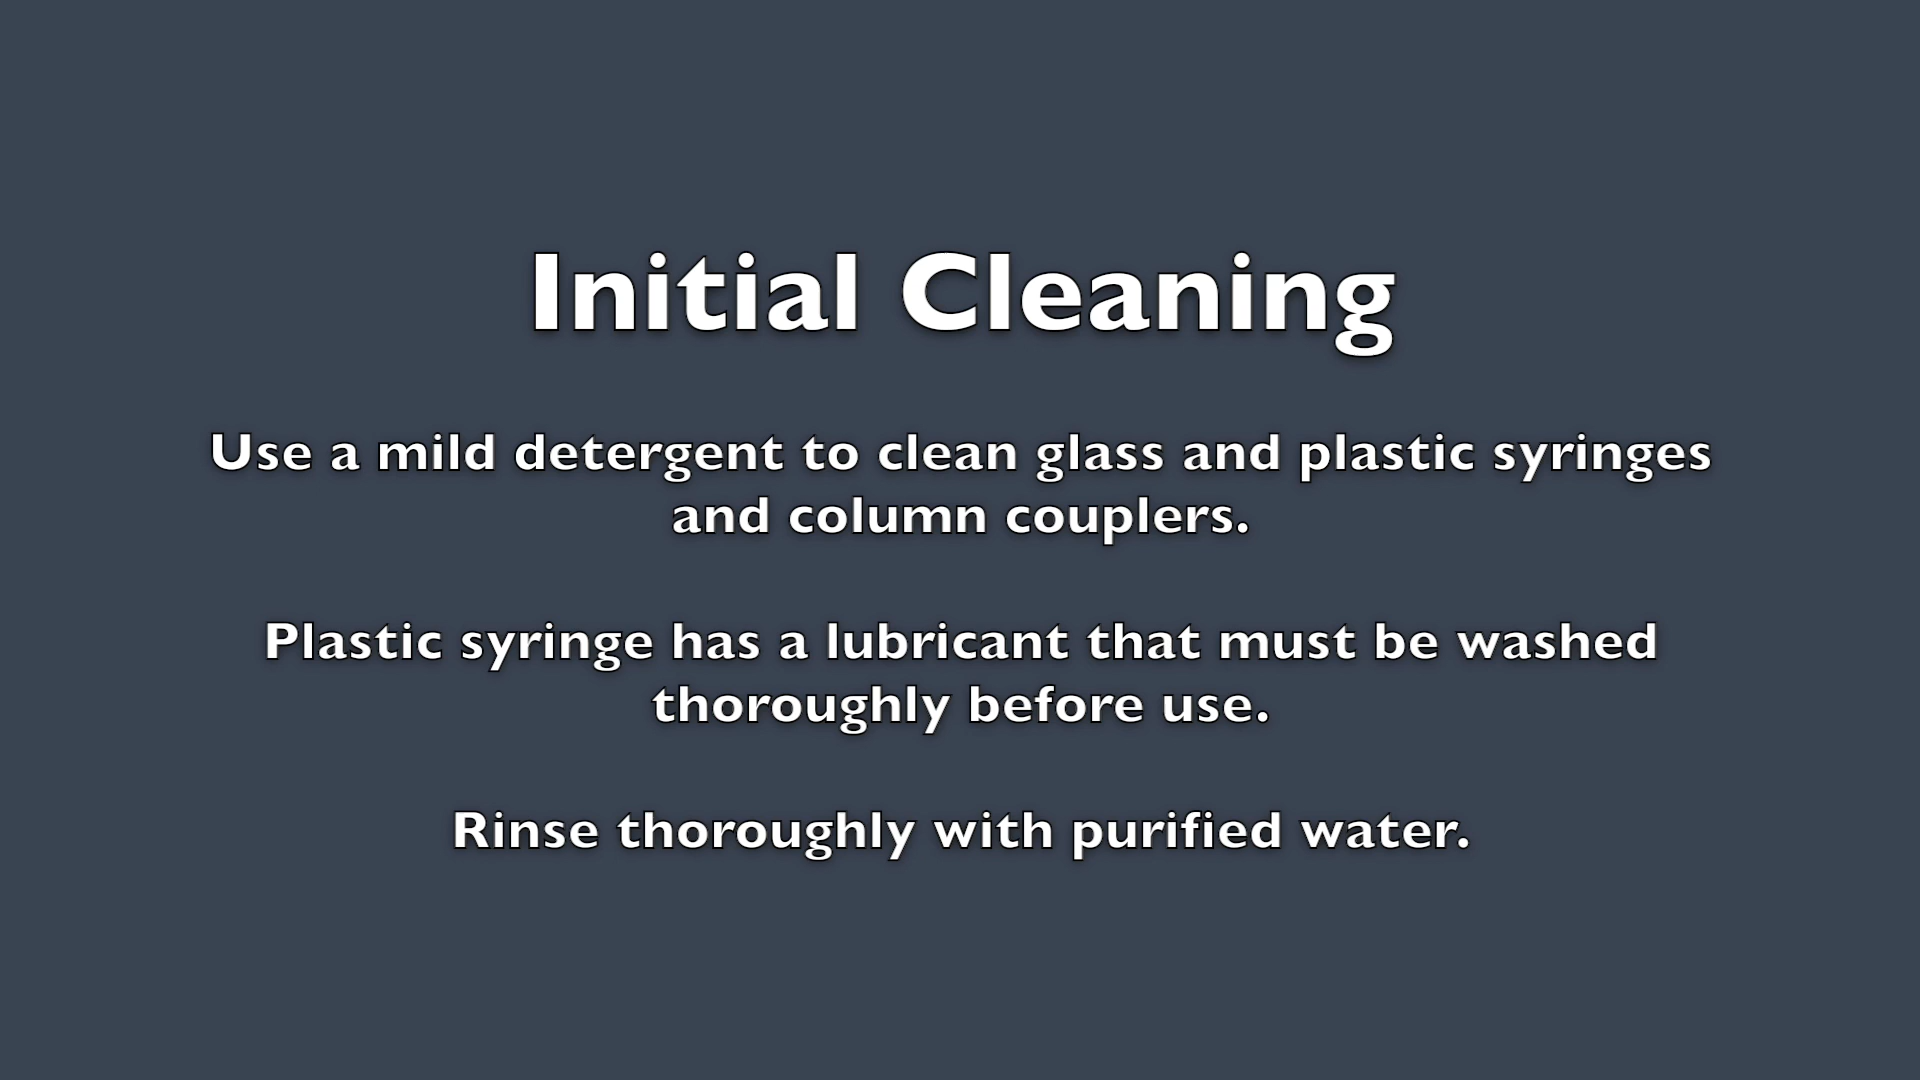 Initial Cleaning
Use a mild detergent to clean glass and plastic syringes
and column couplers.
Plastic syringe has a lubricant that must be washed
thoroughly before use.
Rinse thoroughly with purified water.